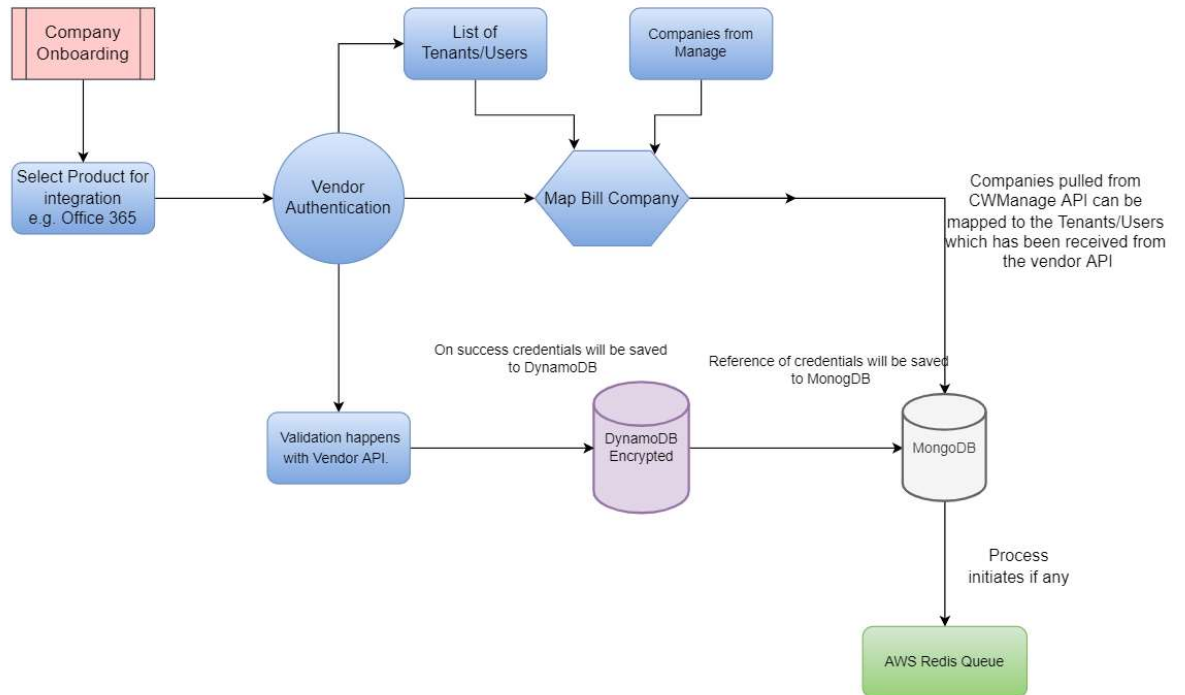 Company
Onboarding
List of
Tenants/Users
Companies from
Manage
Select Product for
integration
e.g. Office 365
Vendor
Authentication
Map Bill Company
Companies pulled from
CWManage API can be
mapped to the Tenants/Users
which has been received from
the vendor API
On success credentials will be saved
to DynamoDB
Reference of credentials will be saved
to MonogDB
Validation happens
with Vendor API.
DynamoDB
Encrypted
MongoDB
Process
initiates if any
AWS Redis Queue